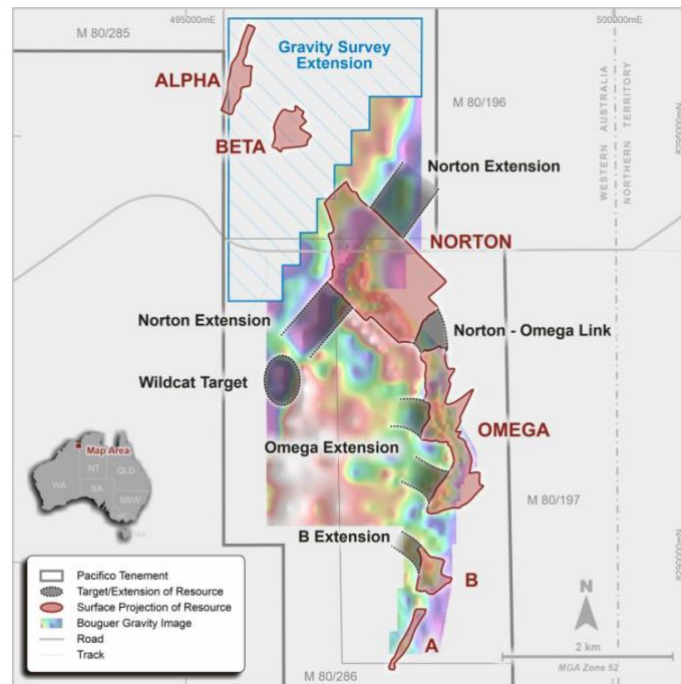 495000mE
500000mE
M 80/285
Gravity Survey
Extension
ALPHA
BETA
M 80/196
8295000mN
WESTERN AUSTRALIA
NORTHERN TERRITORY
Norton Extension
NORTON
Norton Extension
Norton - Omega Link
Wildcat Target
OMEGA
Omega Extension
Map Area
WA
NT
QLD
SA
NSW
M 80/197
B Extension
B
8290000mN
A
Pacifico Tenement
Target/Extension of Resource
Surface Projection of Resource
Bouguer Gravity Image
Road
Track
N
2 km
MGA Zone 52
M 80/286